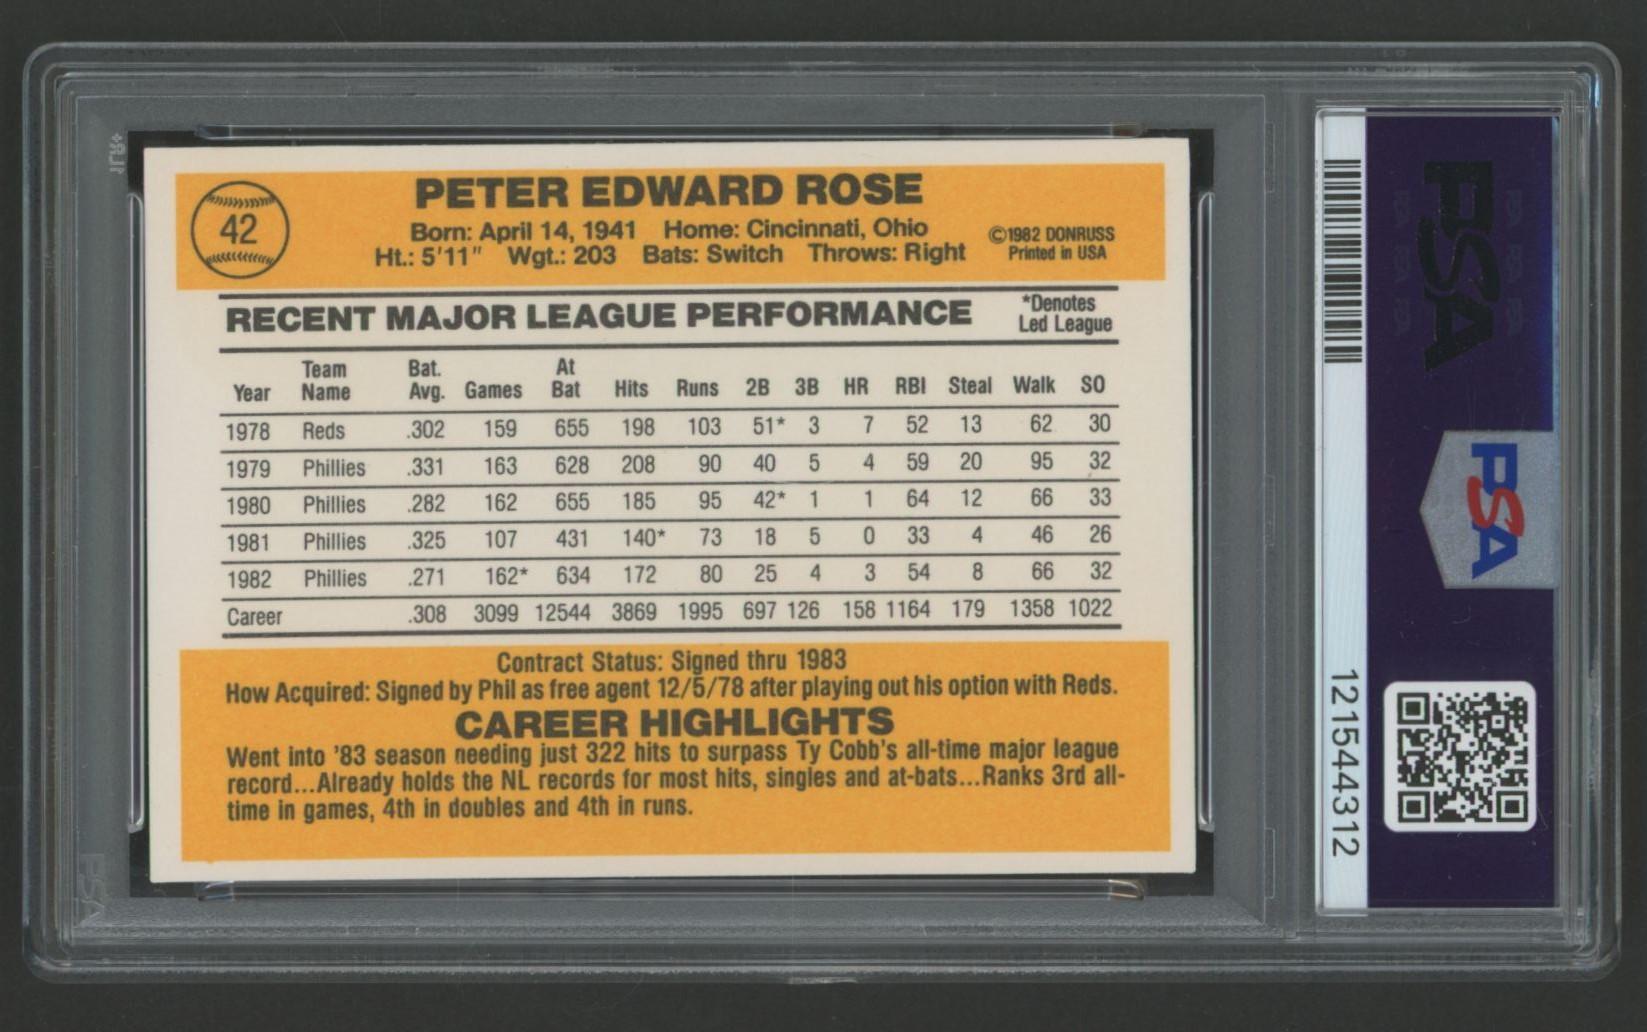 42
PETER EDWARD ROSE
Born: April 14, 1941 Home: Cincinnati, Ohio
Ht.: 5'11" Wgt.: 203 Bats: Switch Throws: Right
©1982 DONRUSS
Printed in USA
RECENT MAJOR LEAGUE PERFORMANCE
*Denotes
Led League
Year Team Name Bat. Avg. Games At Bat Hits Runs 2B 3B HR RBI Steal Walk SO
1978 Reds .302 159 655 198 103 51* 3 7 52 13 62 30
1979 Phillies .331 163 628 208 90 40 5 4 59 20 95 32
1980 Phillies .282 162 655 185 95 42* 1 1 64 12 66 33
1981 Phillies .325 107 431 140* 73 18 5 0 33 4 46 26
1982 Phillies .271 162* 634 172 80 25 4 3 54 8 66 32
Career .308 3099 12544 3869 1995 697 126 158 1164 179 1358 1022
Contract Status: Signed thru 1983
How Acquired: Signed by Phil as free agent 12/5/78 after playing out his option with Reds.
CAREER HIGHLIGHTS
Went into '83 season needing just 322 hits to surpass Ty Cobb's all-time major league
record...Already holds the NL records for most hits, singles and at-bats...Ranks 3rd all-
time in games, 4th in doubles and 4th in runs.
PSA
PSA
121544312
PSA